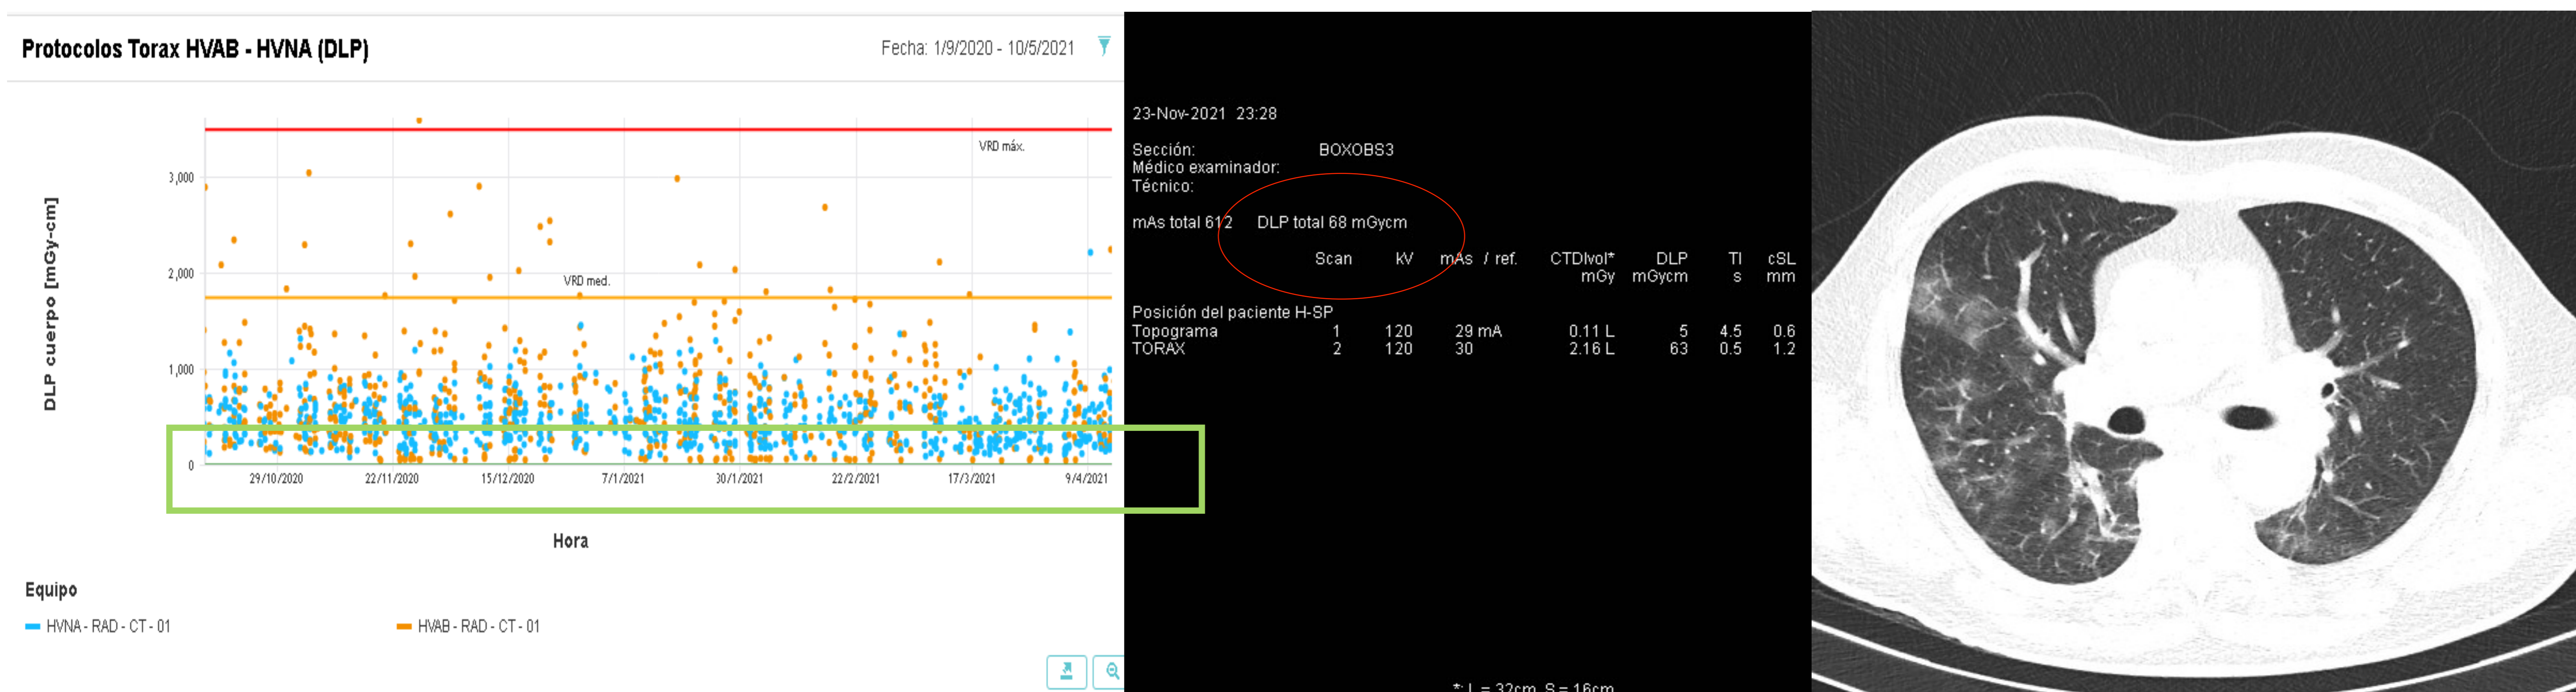 Protocolos Torax HVAB - HVNA (DLP)
Fecha: 1/9/2020 - 10/5/2021
DLP cuerpo [mGy-cm]
VRD máx.
3,000
2,000
VRD med.
1,000
0
29/10/2020 22/11/2020 15/12/2020 7/1/2021 30/1/2021 22/2/2021 17/3/2021 9/4/2021
Hora
Equipo
HVNA - RAD - CT - 01 HVAB - RAD - CT - 01
23-Nov-2021 23:28
Sección: BOXOBS3
Médico examinador:
Técnico:
mAs total 612 DLP total 68 mGycm
Scan kV mAs / ref. CTDIvol* DLP TI cSL
mGy mGycm s mm
Posición del paciente H-SP
Topograma 1 120 29 mA 0.11 L 5 4.5 0.6
TORAX 2 120 30 2.16 L 63 0.5 1.2
*: L = 32cm, S = 16cm